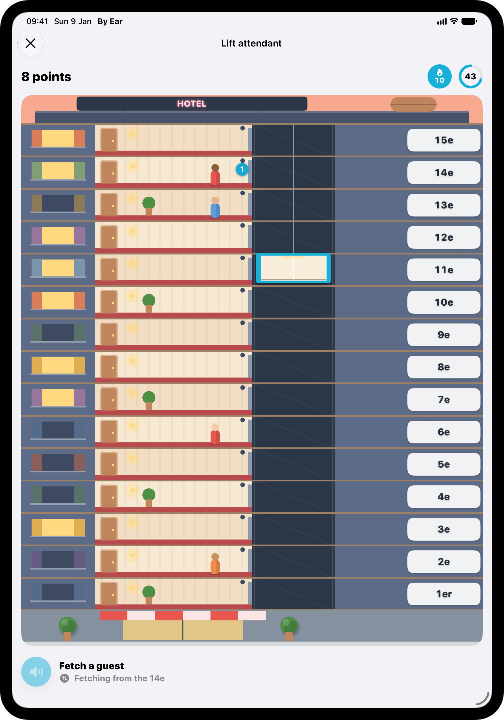 09:41 Sun 9 Jan By Ear
Lift attendant
8 points
10
43
HOTEL
15e
14e
1
13e
12e
11e
10e
9e
8e
7e
6e
5e
4e
3e
2e
1er
Fetch a guest
Fetching from the 14e